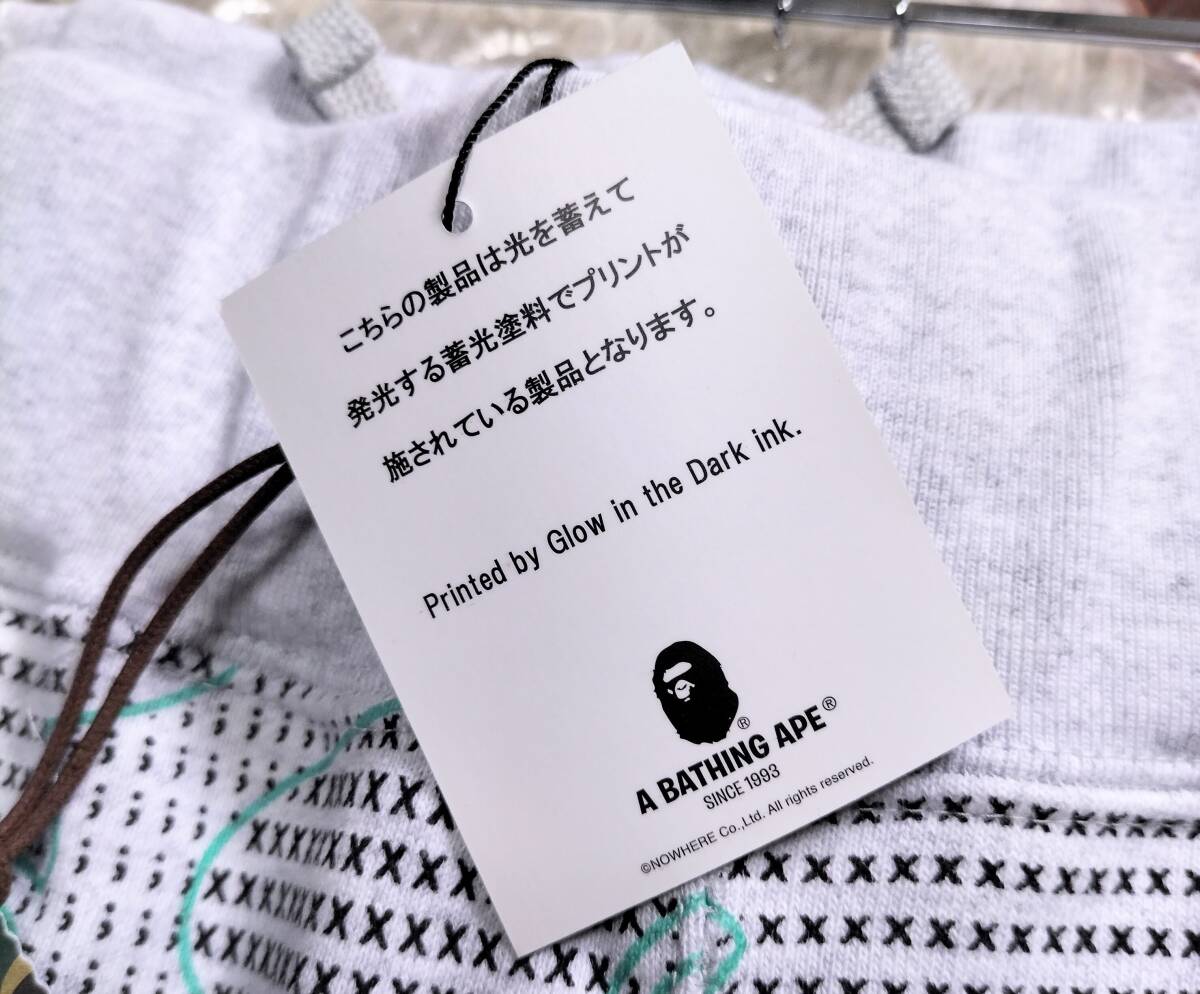 こちらの製品は光を蓄えて
発光する蓄光塗料でプリントが
施されている製品となります。
Printed by Glow in the Dark ink.
®
A BATHING APE®
SINCE 1993
©NOWHERE Co.,Ltd. All rights reserved.